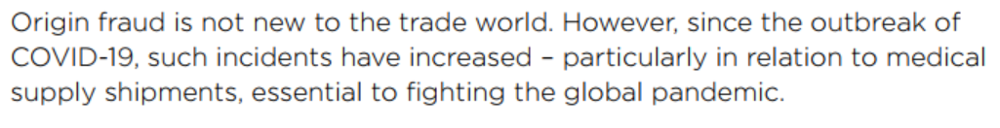 Origin fraud is not new to the trade world. However, since the outbreak of
COVID-19, such incidents have increased – particularly in relation to medical
supply shipments, essential to fighting the global pandemic.